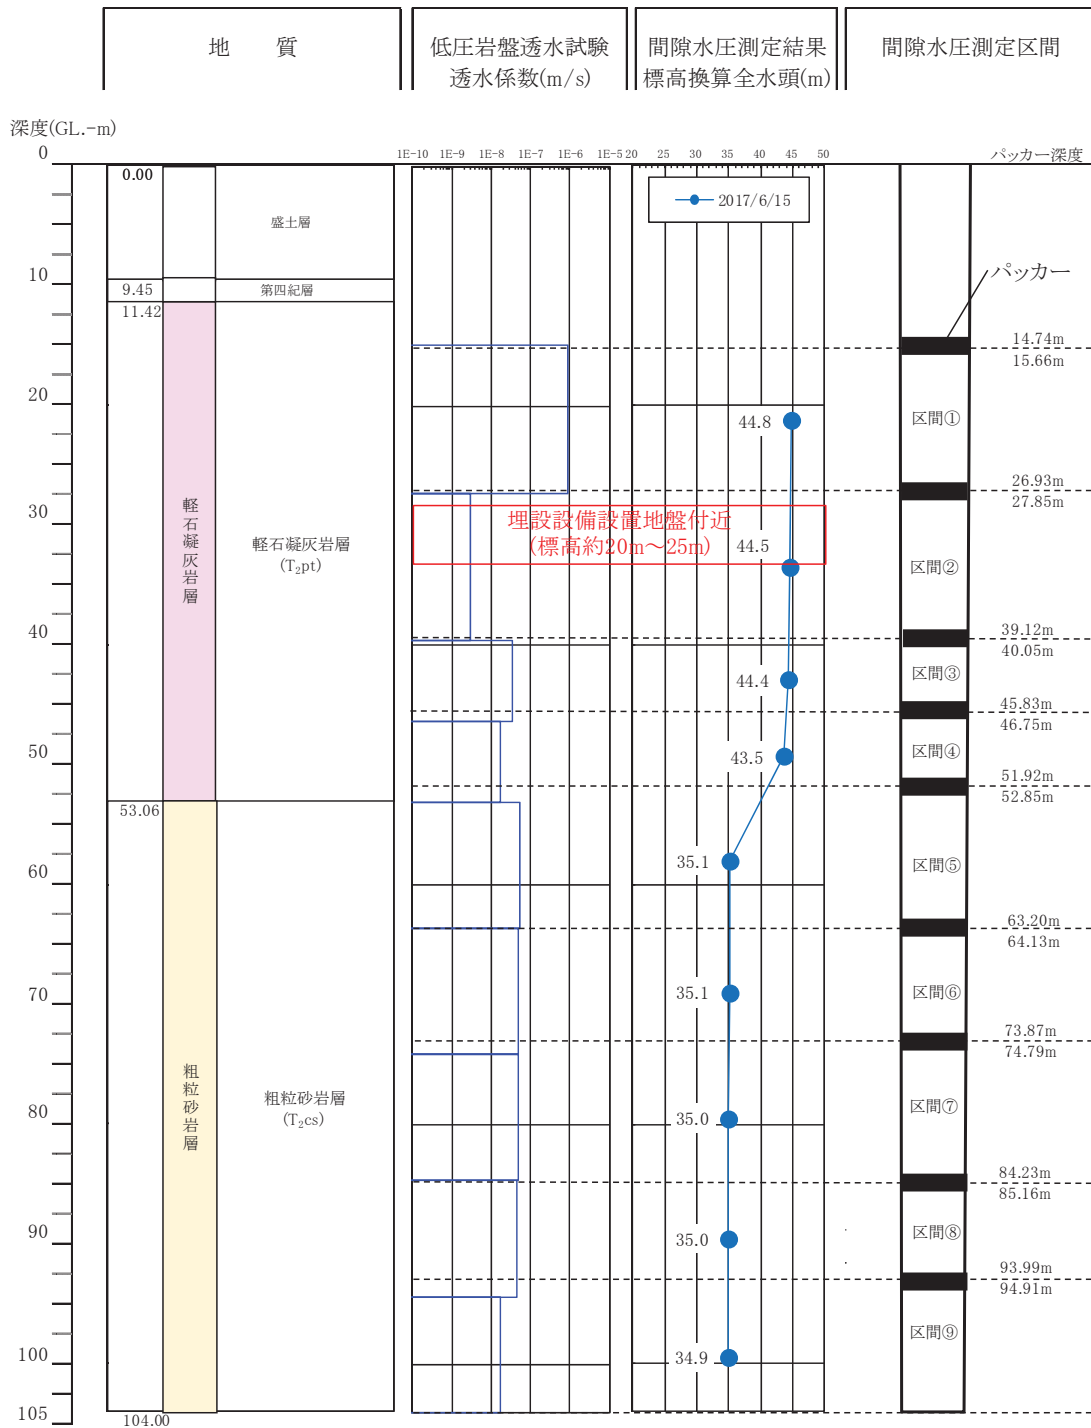 地　　質
低圧岩盤透水試験
透水係数(m/s)
間隙水圧測定結果
標高換算全水頭(m)
間隙水圧測定区間
深度(GL.-m)
1E-10 1E-9 1E-8 1E-7 1E-6 1E-5
20 25 30 35 40 45 50
パッカー深度
2017/6/15
0
10
20
30
40
50
60
70
80
90
100
105
0.00
盛土層
9.45
第四紀層
11.42
軽石凝灰岩層
軽石凝灰岩層
(T₂pt)
53.06
粗粒砂岩層
粗粒砂岩層
(T₂cs)
104.00
埋設設備設置地盤付近
(標高約20m～25m)
44.8
44.5
44.4
43.5
35.1
35.1
35.0
35.0
34.9
パッカー
区間①
区間②
区間③
区間④
区間⑤
区間⑥
区間⑦
区間⑧
区間⑨
14.74m
15.66m
26.93m
27.85m
39.12m
40.05m
45.83m
46.75m
51.92m
52.85m
63.20m
64.13m
73.87m
74.79m
84.23m
85.16m
93.99m
94.91m